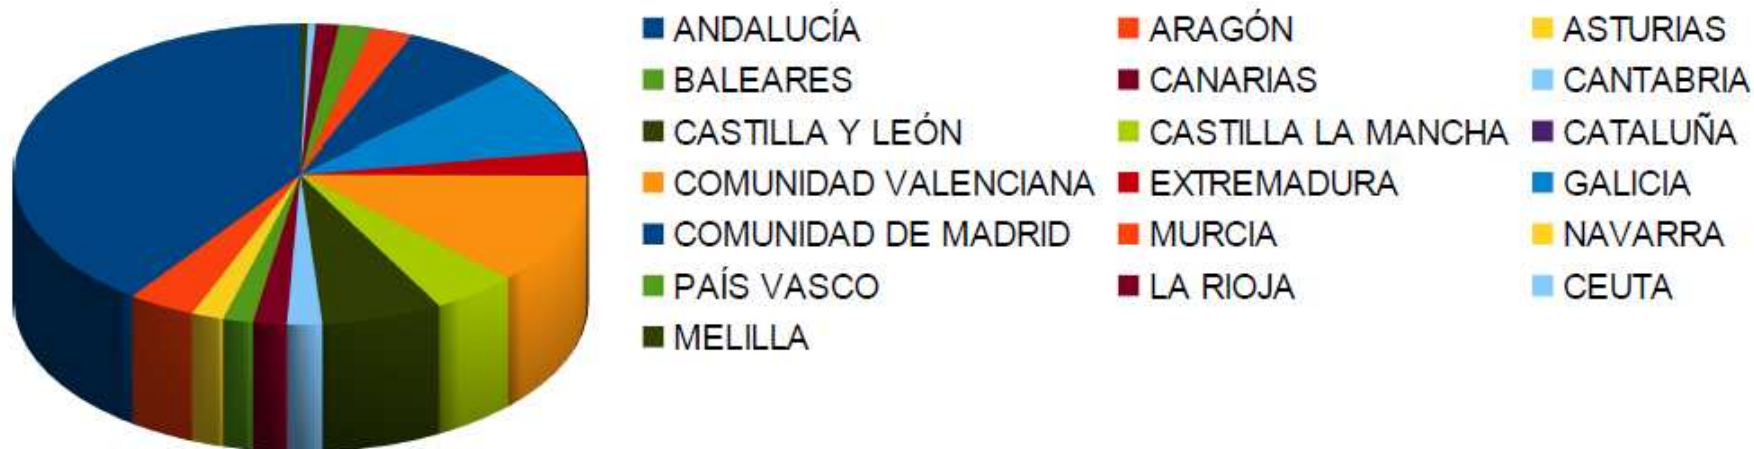 ANDALUCÍA ARAGÓN ASTURIAS
BALEARES CANARIAS CANTABRIA
CASTILLA Y LEÓN CASTILLA LA MANCHA CATALUÑA
COMUNIDAD VALENCIANA EXTREMADURA GALICIA
COMUNIDAD DE MADRID MURCIA NAVARRA
PAÍS VASCO LA RIOJA CEUTA
MELILLA